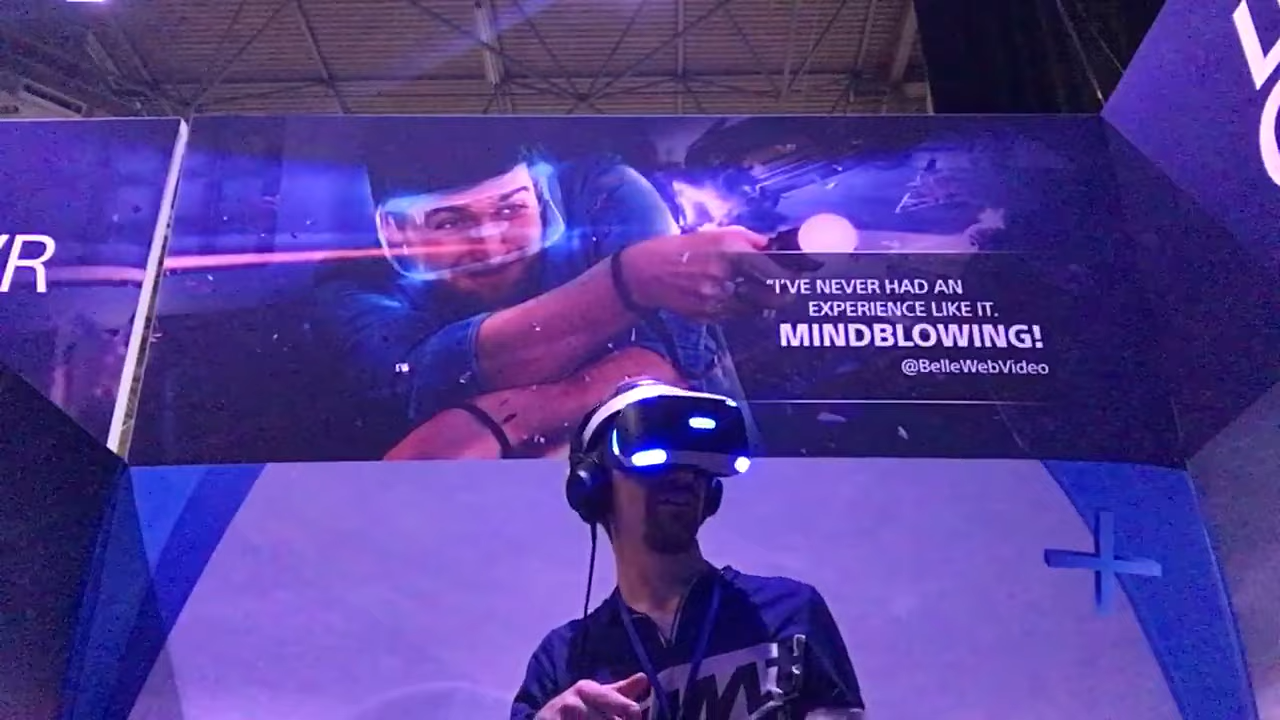 VR
"I'VE NEVER HAD AN
EXPERIENCE LIKE IT.
MINDBLOWING!
@BelleWebVideo